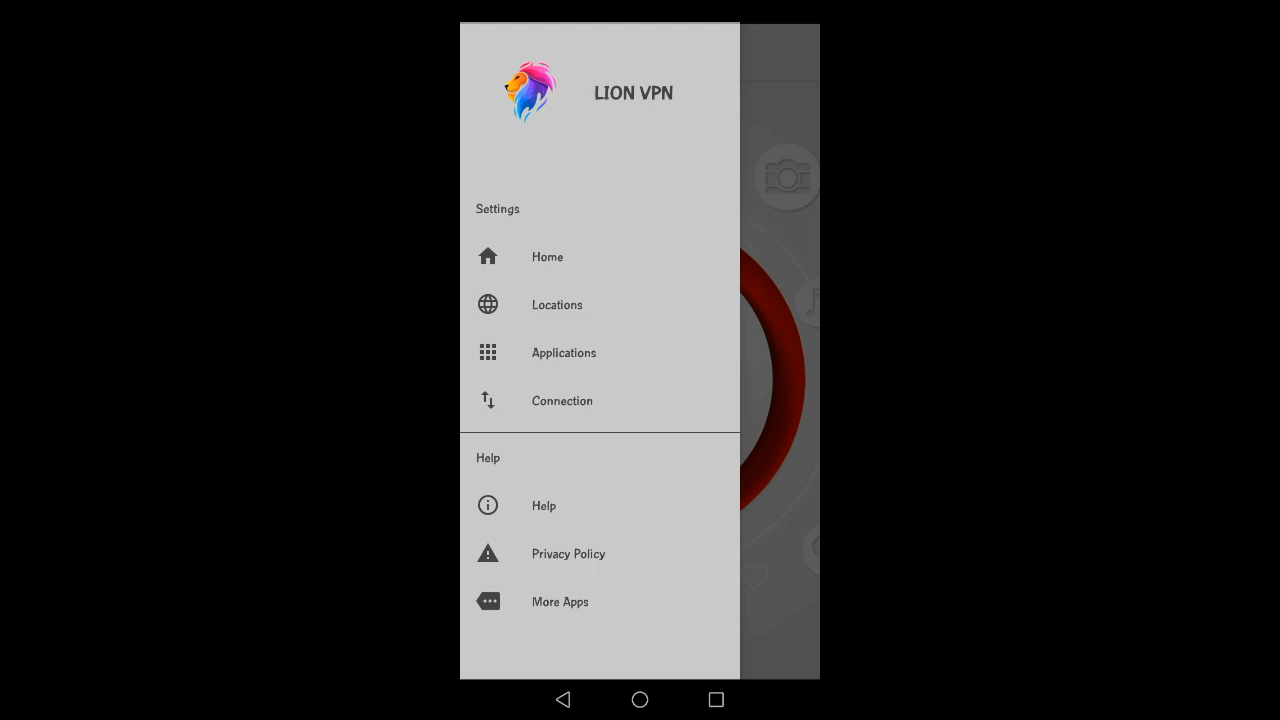 LION VPN
Settings
Home
Locations
Applications
Connection
Help
Help
Privacy Policy
More Apps